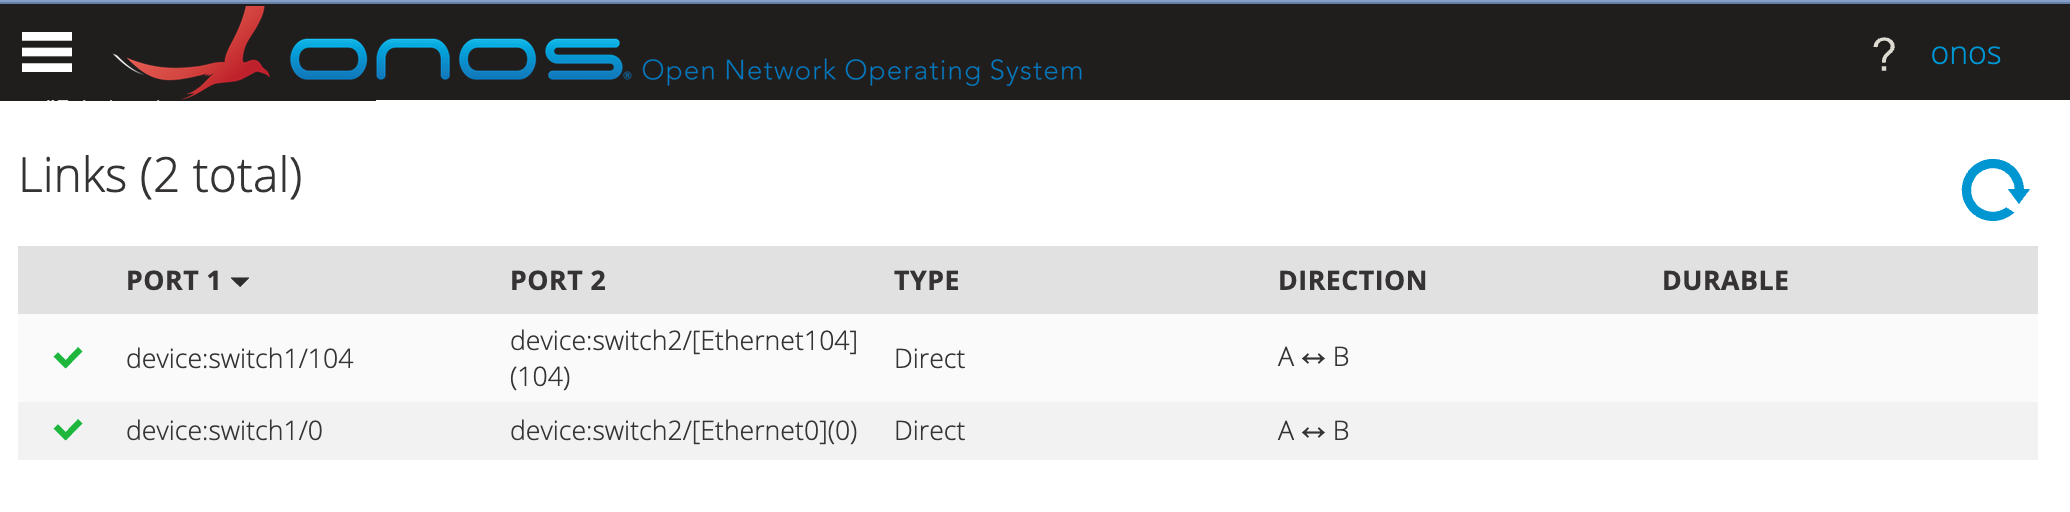 onos® Open Network Operating System
? onos
Links (2 total)
PORT 1 PORT 2 TYPE DIRECTION DURABLE
device:switch1/104 device:switch2/[Ethernet104] Direct A ↔ B
(104)
device:switch1/0 device:switch2/[Ethernet0](0) Direct A ↔ B